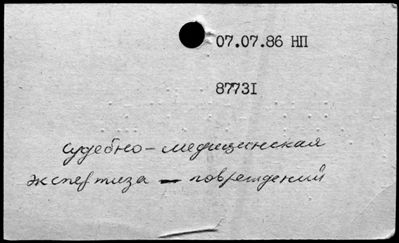 07.07.86 НП
87731
судебно-медицинская
экспертиза — повреждений